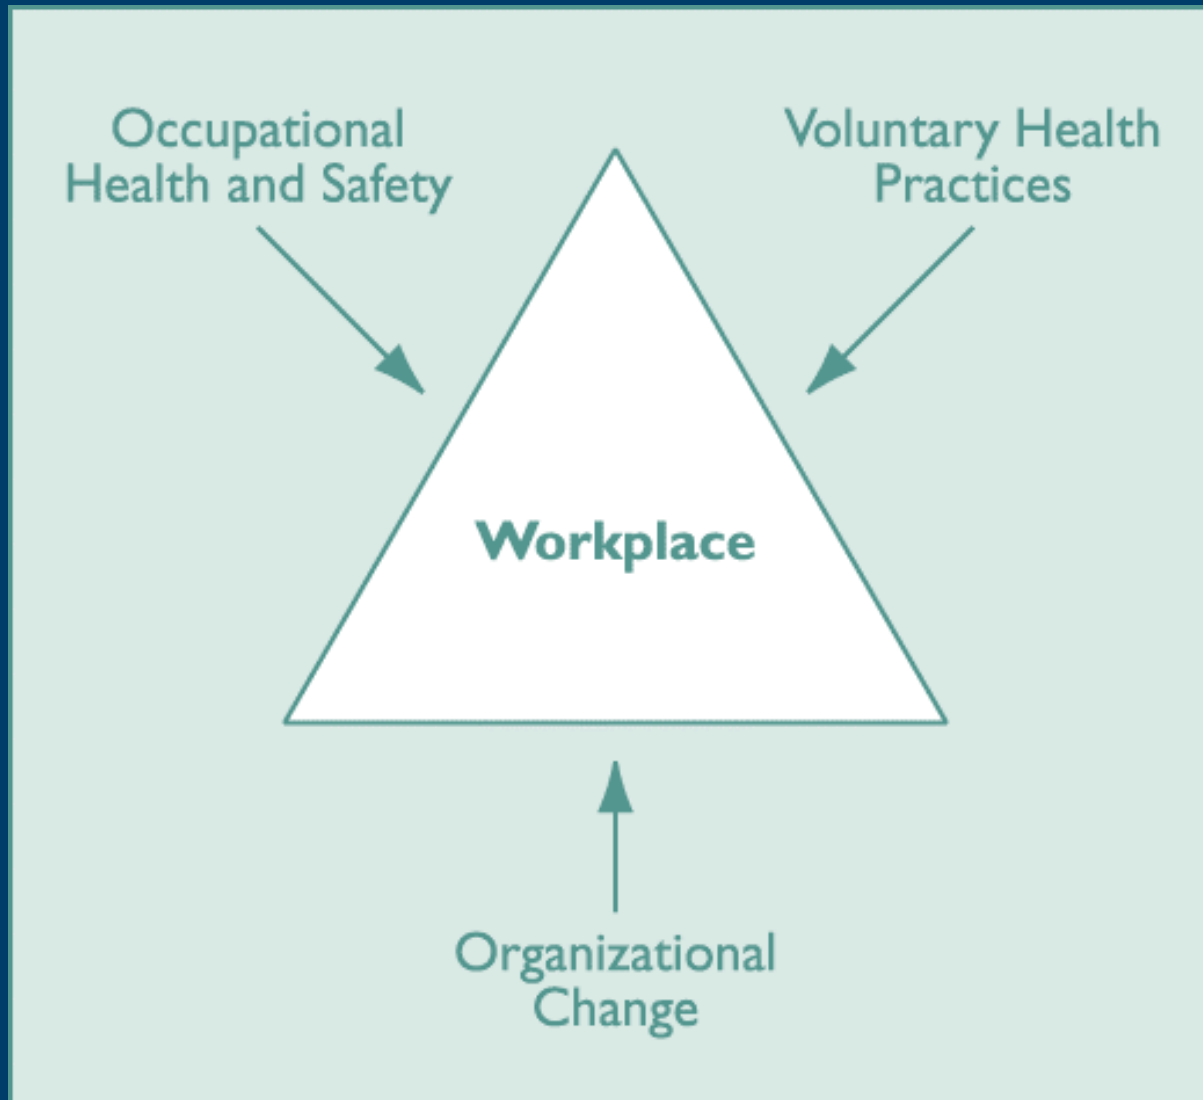 Occupational
Health and Safety
Voluntary Health
Practices
Workplace
Organizational
Change